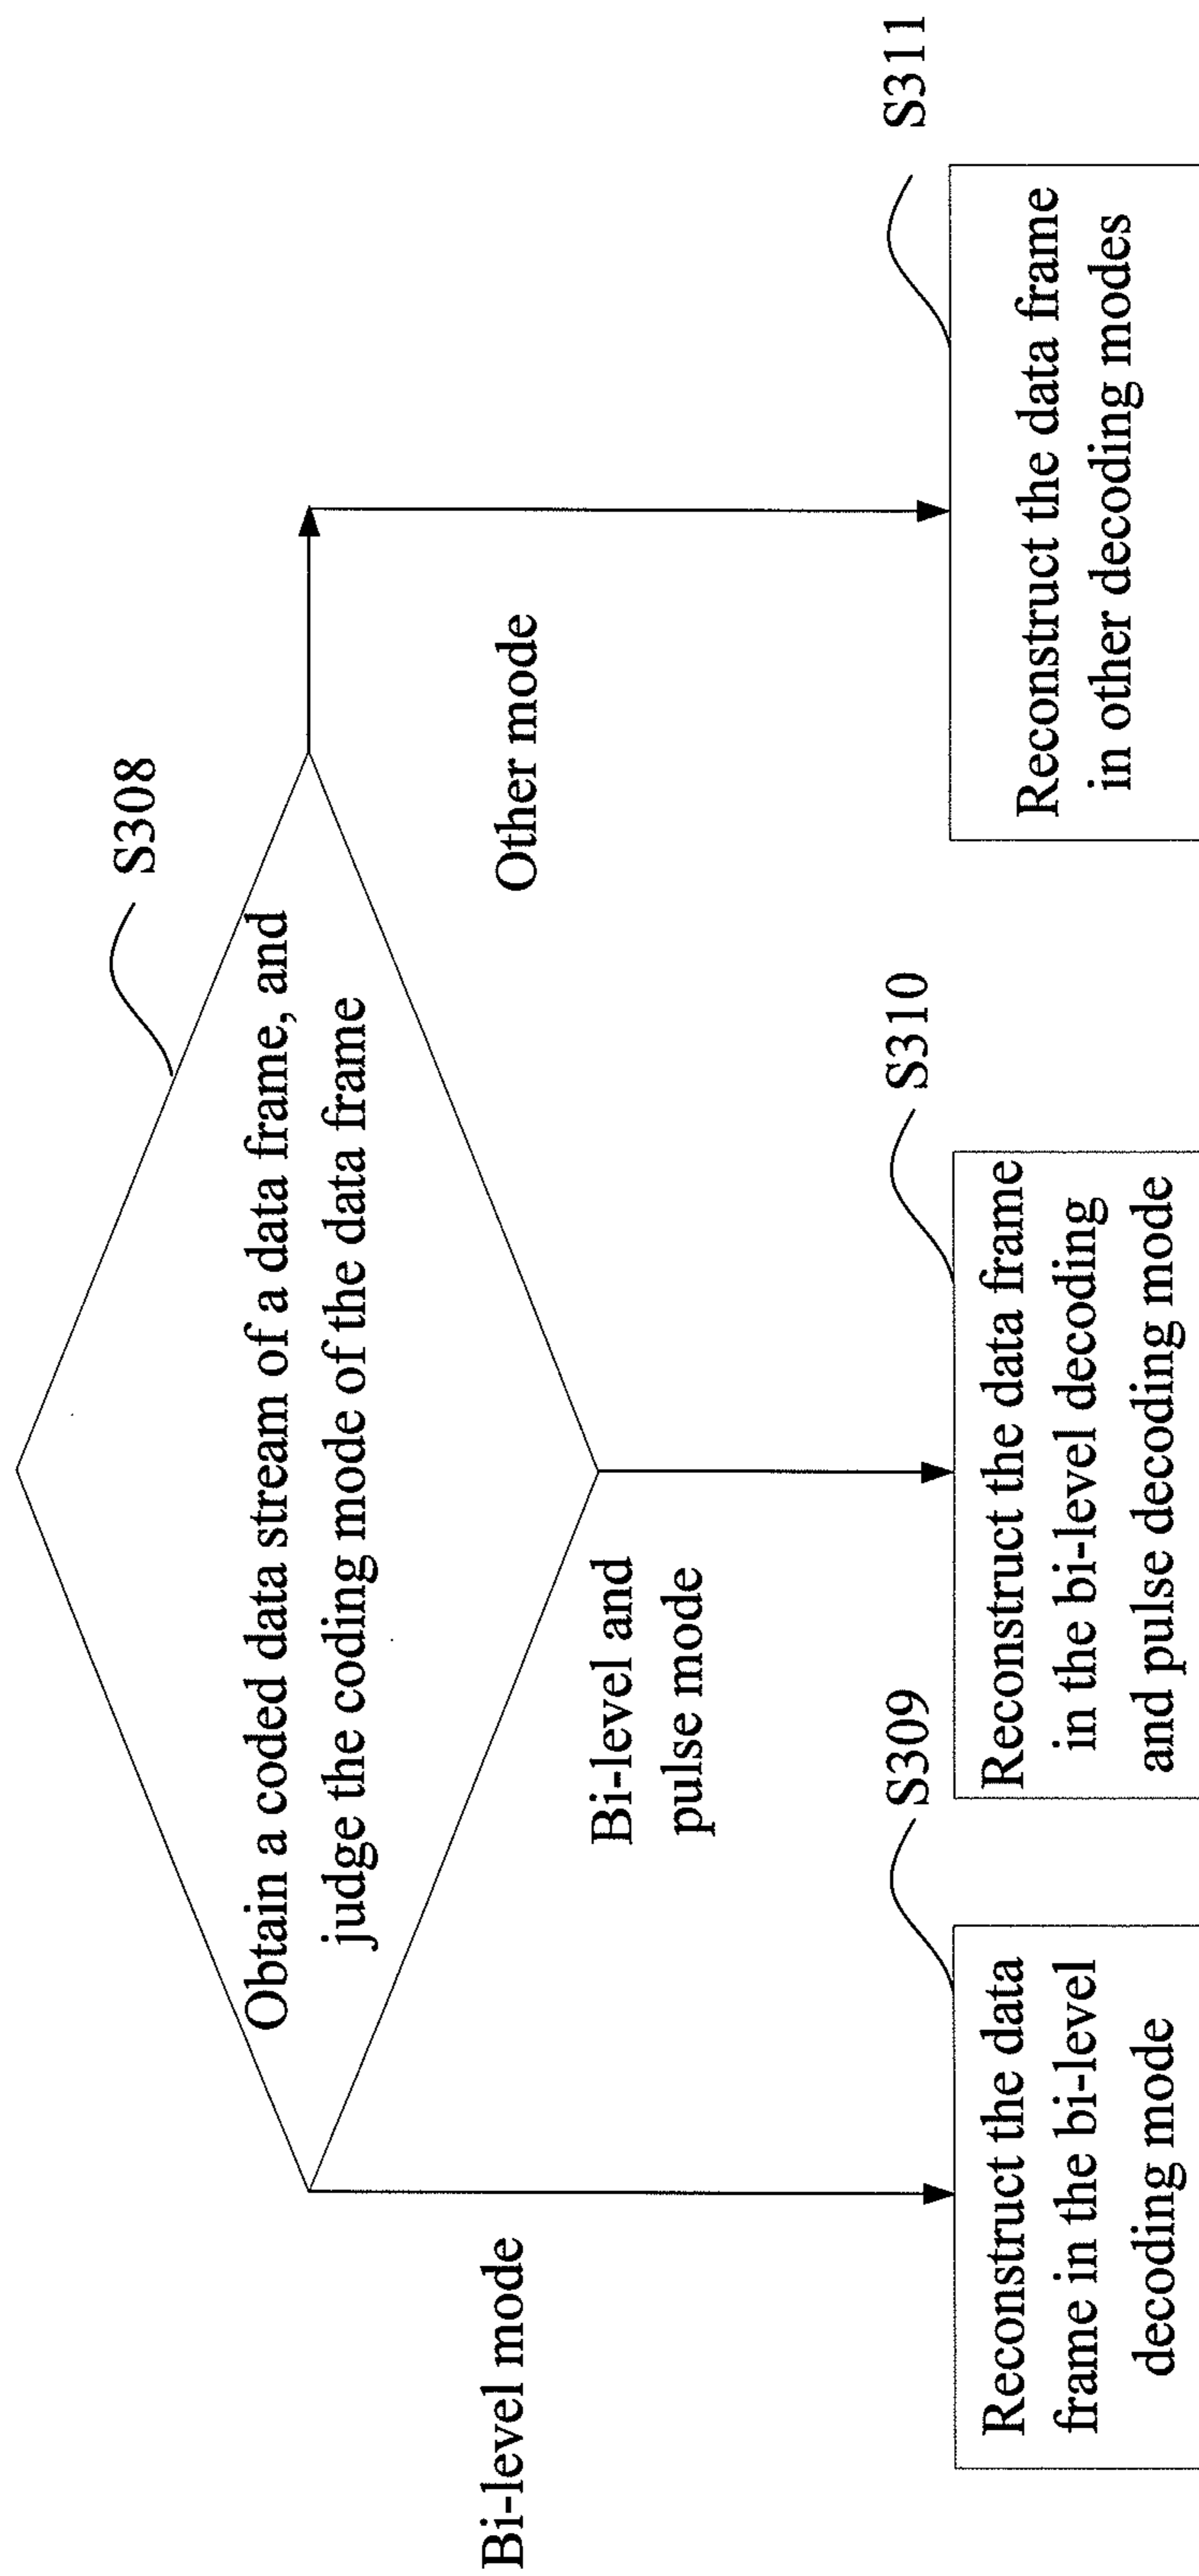 S308
Obtain a coded data stream of a data frame, and
judge the coding mode of the data frame
Bi-level mode
Bi-level and
pulse mode
Other mode
S309
Reconstruct the data
frame in the bi-level
decoding mode
S310
Reconstruct the data frame
in the bi-level decoding
and pulse decoding mode
S311
Reconstruct the data frame
in other decoding modes